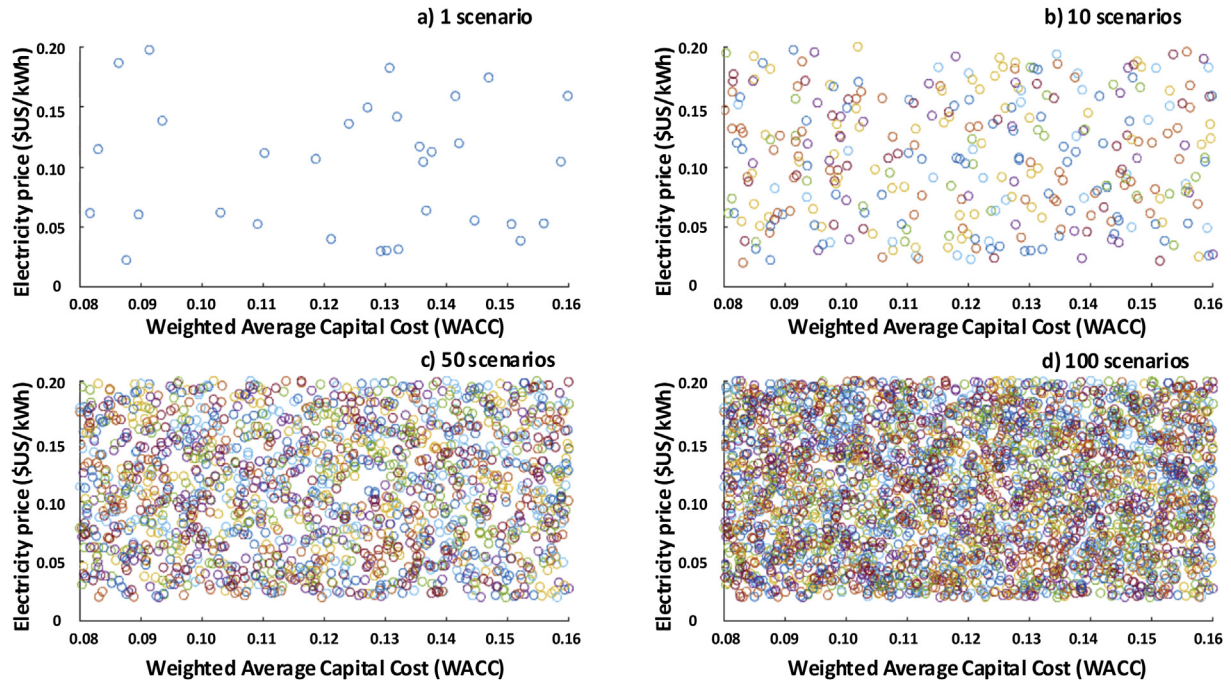 a) 1 scenario
Electricity price ($US/kWh)
0.20
0.15
0.10
0.05
0
0.08 0.09 0.10 0.11 0.12 0.13 0.14 0.15 0.16
Weighted Average Capital Cost (WACC)
b) 10 scenarios
Electricity price ($US/kWh)
0.20
0.15
0.10
0.05
0
0.08 0.09 0.10 0.11 0.12 0.13 0.14 0.15 0.16
Weighted Average Capital Cost (WACC)
c) 50 scenarios
Electricity price ($US/kWh)
0.20
0.15
0.10
0.05
0
0.08 0.09 0.10 0.11 0.12 0.13 0.14 0.15 0.16
Weighted Average Capital Cost (WACC)
d) 100 scenarios
Electricity price ($US/kWh)
0.20
0.15
0.10
0.05
0
0.08 0.09 0.10 0.11 0.12 0.13 0.14 0.15 0.16
Weighted Average Capital Cost (WACC)